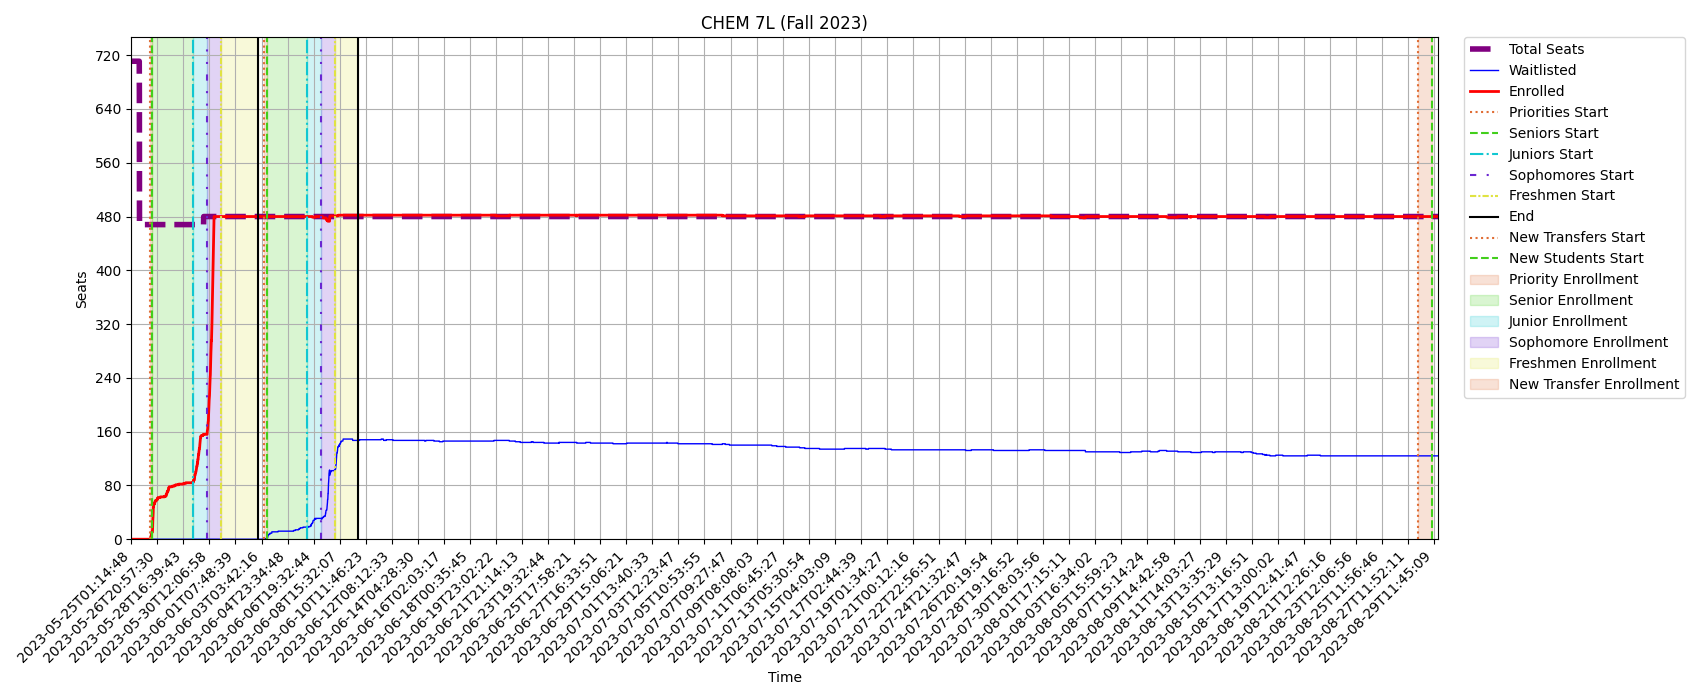 CHEM 7L (Fall 2023)
720
640
560
480
400
320
240
160
80
0
Seats
2023-05-25T01:14:48
2023-05-26T20:57:30
2023-05-28T16:39:43
2023-05-30T12:06:58
2023-06-01T07:48:39
2023-06-03T03:42:16
2023-06-04T23:34:48
2023-06-06T19:32:44
2023-06-08T15:32:07
2023-06-10T11:46:23
2023-06-12T08:12:33
2023-06-14T04:28:30
2023-06-16T02:03:17
2023-06-18T00:35:45
2023-06-19T23:02:22
2023-06-21T21:14:13
2023-06-23T19:32:44
2023-06-25T17:58:21
2023-06-27T16:33:51
2023-06-29T15:06:21
2023-07-01T13:40:33
2023-07-03T12:23:47
2023-07-05T10:53:55
2023-07-07T09:27:47
2023-07-09T08:08:03
2023-07-11T06:45:27
2023-07-13T05:30:54
2023-07-15T04:03:09
2023-07-17T02:44:39
2023-07-19T01:34:27
2023-07-21T00:12:16
2023-07-22T22:56:51
2023-07-24T21:32:47
2023-07-26T20:19:54
2023-07-28T19:16:52
2023-07-30T18:03:56
2023-08-01T17:15:11
2023-08-03T16:34:02
2023-08-05T15:59:23
2023-08-07T15:14:24
2023-08-09T14:42:58
2023-08-11T14:03:27
2023-08-13T13:35:29
2023-08-15T13:16:51
2023-08-17T13:00:02
2023-08-19T12:41:47
2023-08-21T12:26:16
2023-08-23T12:06:56
2023-08-25T11:56:46
2023-08-27T11:52:11
2023-08-29T11:45:09
Time
Total Seats
Waitlisted
Enrolled
Priorities Start
Seniors Start
Juniors Start
Sophomores Start
Freshmen Start
End
New Transfers Start
New Students Start
Priority Enrollment
Senior Enrollment
Junior Enrollment
Sophomore Enrollment
Freshmen Enrollment
New Transfer Enrollment